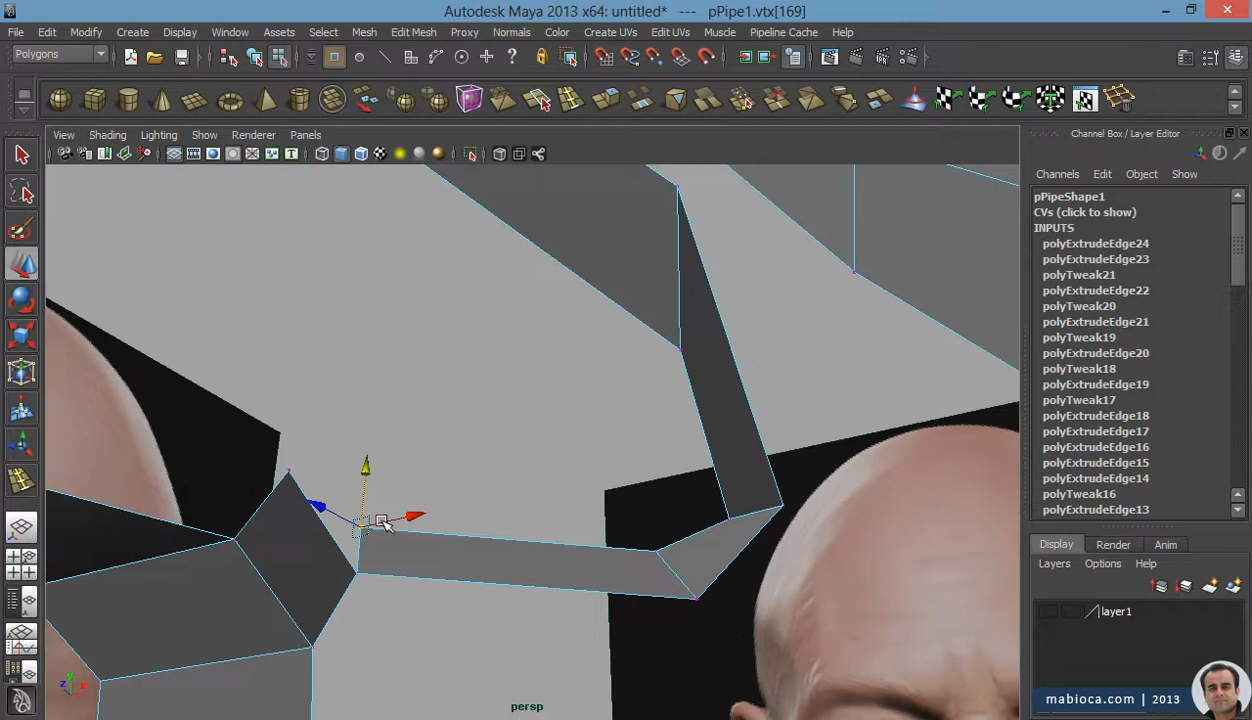 Autodesk Maya 2013 x64: untitled* --- pPipe1.vtx[169]
File Edit Modify Create Display Window Assets Select Mesh Edit Mesh Proxy Normals Color Create UVs Edit UVs Muscle Pipeline Cache Help
Polygons
View Shading Lighting Show Renderer Panels
Channel Box / Layer Editor
Channels Edit Object Show
pPipeShape1
CVs (click to show)
INPUTS
polyExtrudeEdge24
polyExtrudeEdge23
polyTweak21
polyExtrudeEdge22
polyTweak20
polyExtrudeEdge21
polyTweak19
polyExtrudeEdge20
polyTweak18
polyExtrudeEdge19
polyTweak17
polyExtrudeEdge18
polyExtrudeEdge17
polyExtrudeEdge16
polyExtrudeEdge15
polyExtrudeEdge14
polyTweak16
polyExtrudeEdge13
Display Render Anim
Layers Options Help
layer1
persp
mabioca.com | 2013